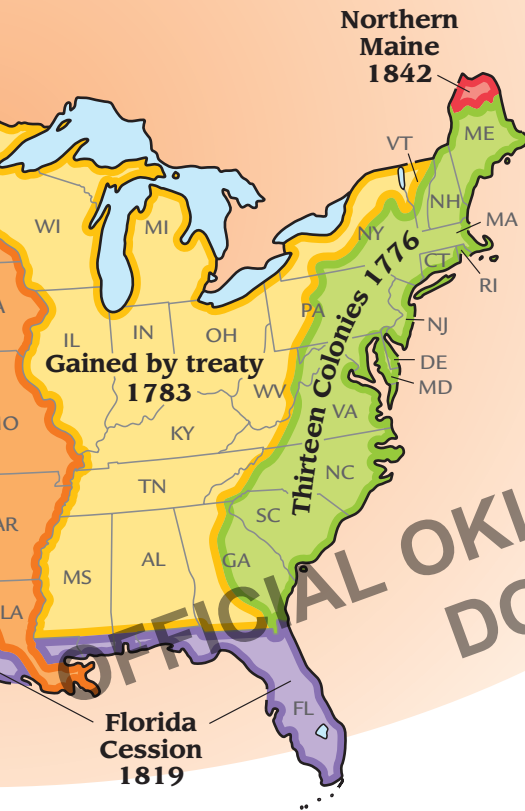 Northern
Maine
1842
ME
VT
NH
MA
NY
CT
RI
WI
MI
PA
NJ
IL
IN
OH
DE
MD
Gained by treaty
1783
WV
VA
Thirteen Colonies 1776
KY
NC
TN
SC
AR
MS
AL
GA
LA
OFFICIAL OKL
DO
FL
Florida
Cession
1819